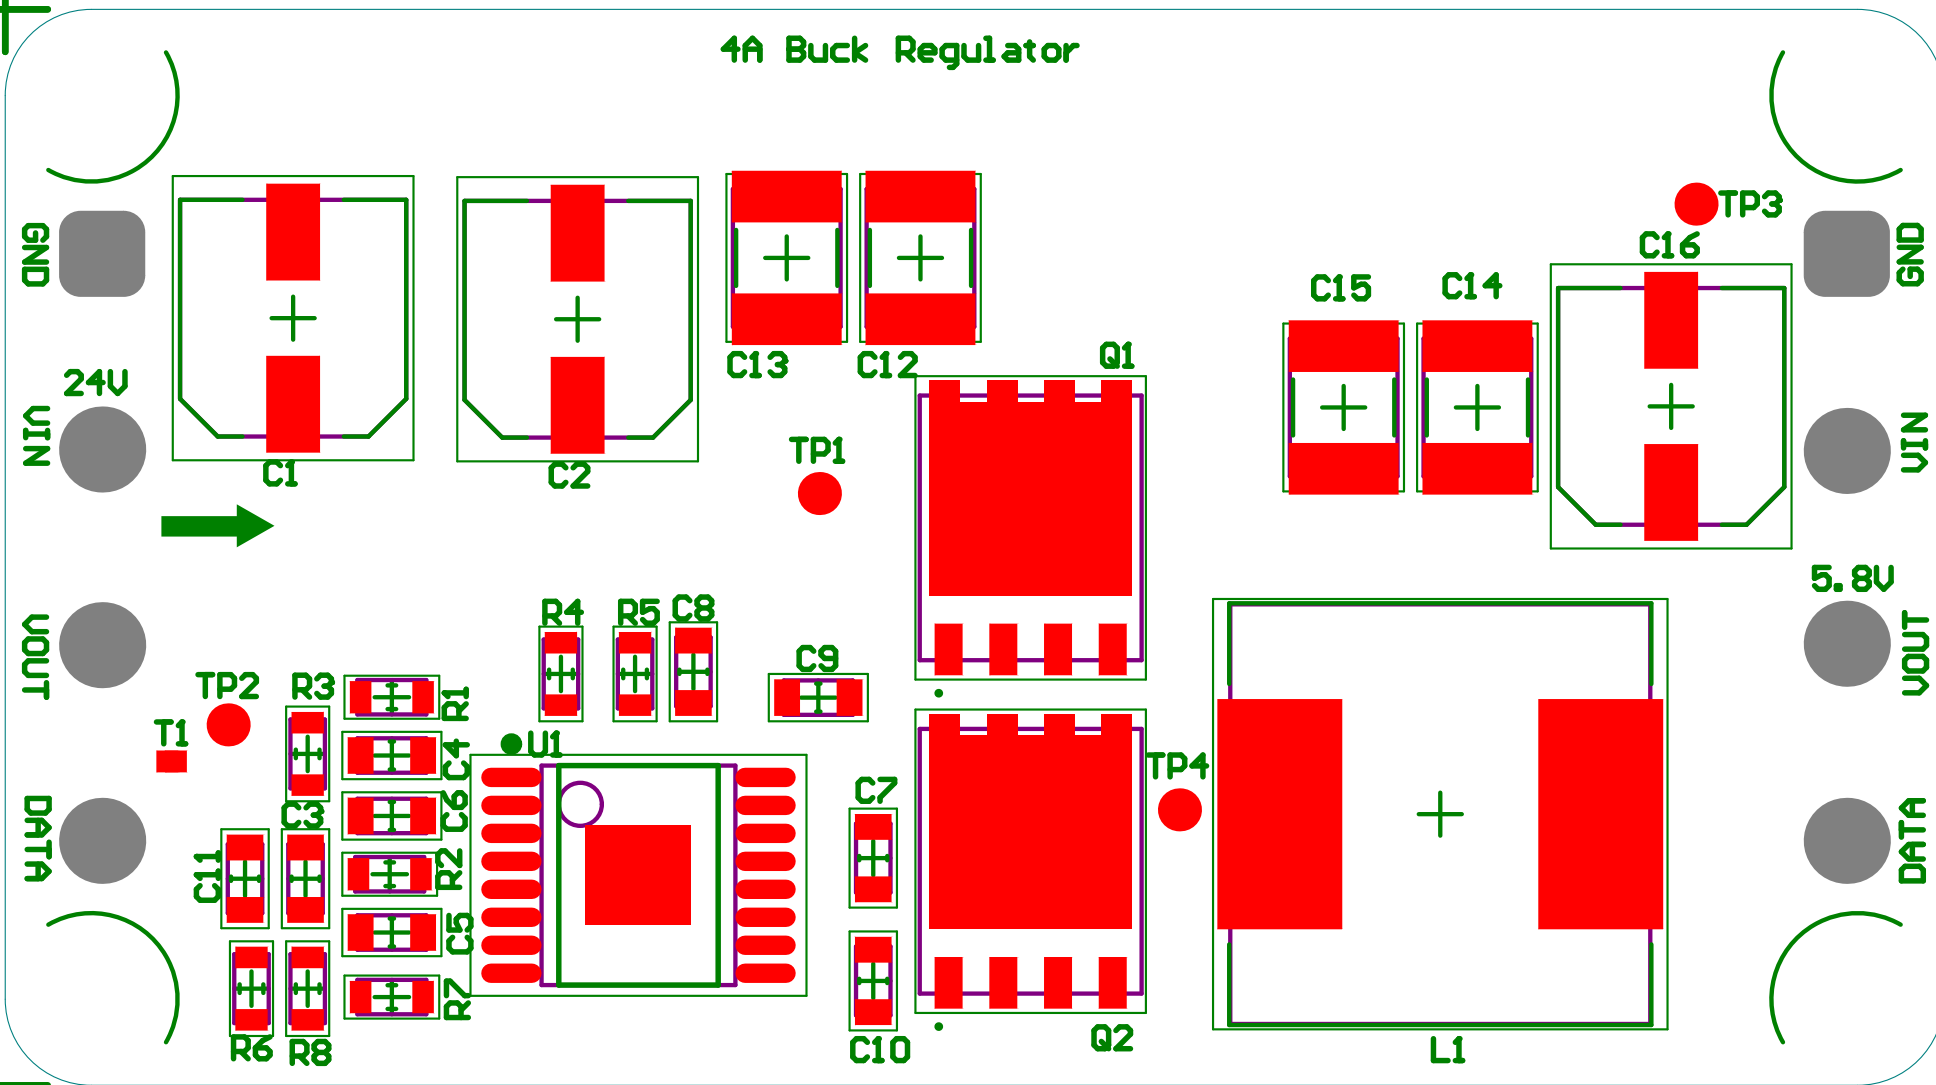 4A Buck Regulator
GND
TP3
GND
C16
C15
C14
Q1
C13
C12
24V
VIN
VIN
TP1
C1
C2
5.8V
R4
R5
C8
VOUT
VOUT
C9
TP2
R3
R1
T1
U1
C4
TP4
C7
C6
C3
DATA
DATA
R2
C11
C5
R7
R6
R8
C10
Q2
L1